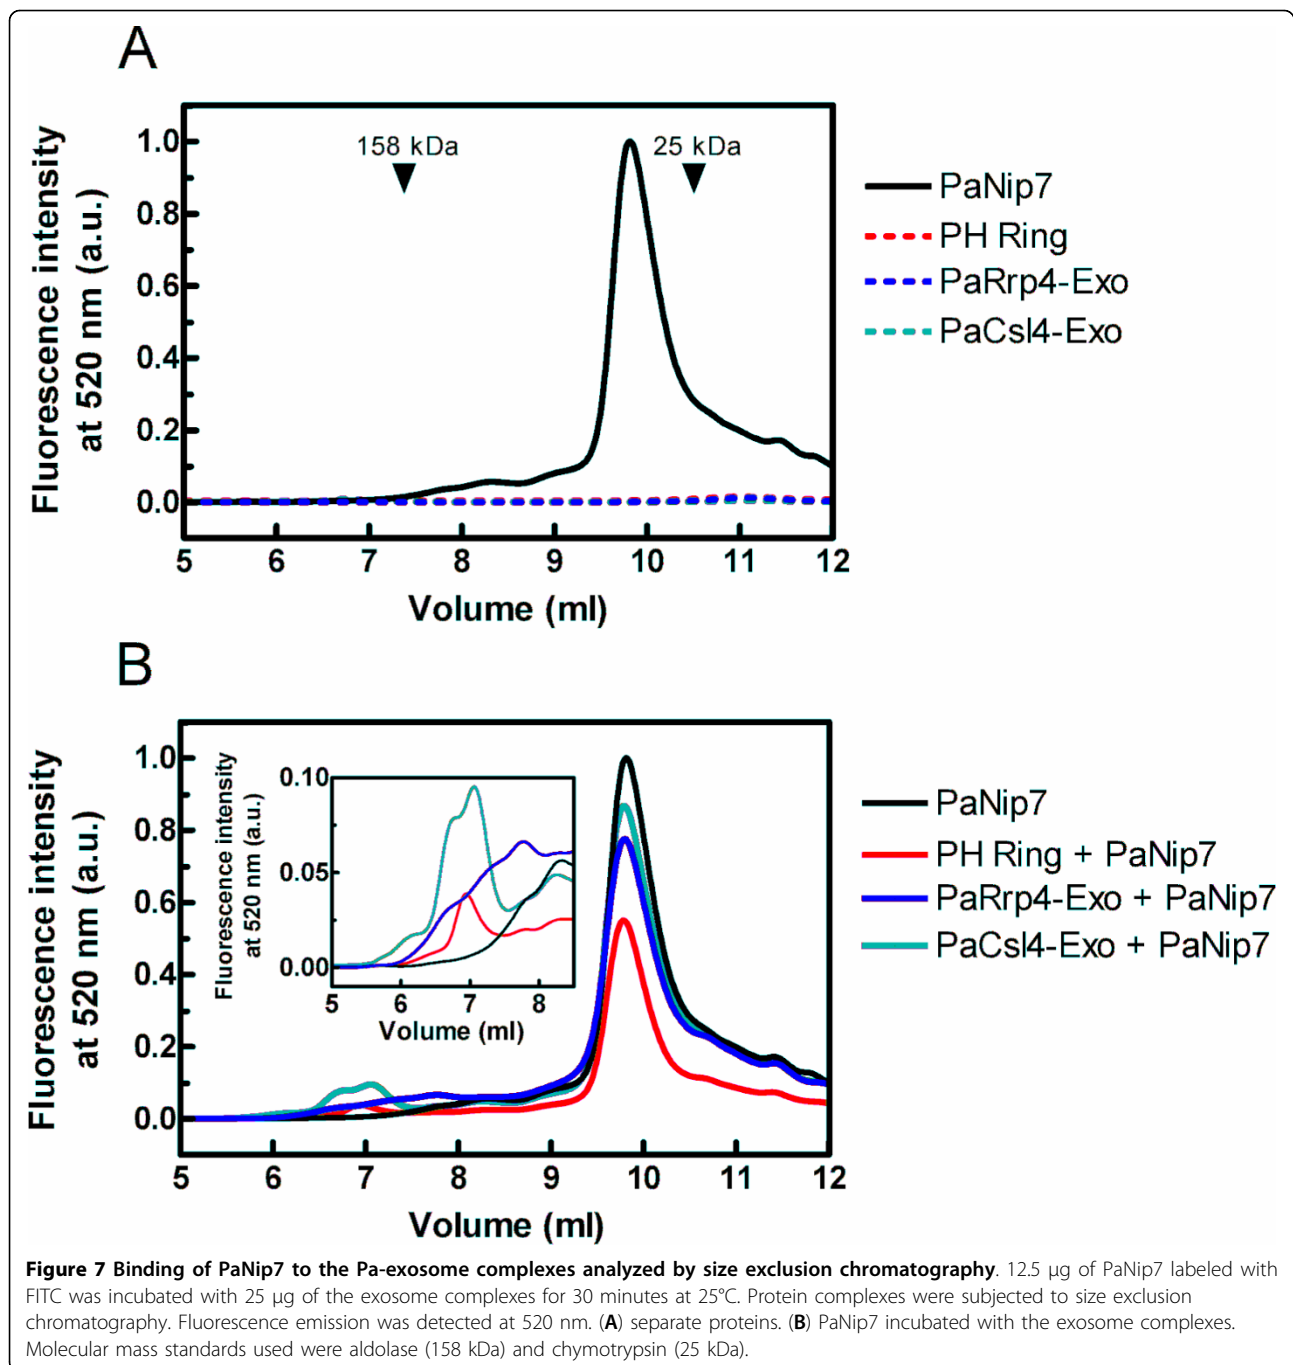 A
Fluorescence intensity
at 520 nm (a.u.)
1.0
0.8
0.6
0.4
0.2
0.0
158 kDa
25 kDa
5 6 7 8 9 10 11 12
Volume (ml)
PaNip7
PH Ring
PaRrp4-Exo
PaCsl4-Exo
B
Fluorescence intensity
at 520 nm (a.u.)
1.0
0.8
0.6
0.4
0.2
0.0
Fluorescence intensity
at 520 nm (a.u.)
0.10
0.05
0.00
5 6 7 8
Volume (ml)
5 6 7 8 9 10 11 12
Volume (ml)
PaNip7
PH Ring + PaNip7
PaRrp4-Exo + PaNip7
PaCsl4-Exo + PaNip7
Figure 7 Binding of PaNip7 to the Pa-exosome complexes analyzed by size exclusion chromatography. 12.5 μg of PaNip7 labeled with
FITC was incubated with 25 μg of the exosome complexes for 30 minutes at 25°C. Protein complexes were subjected to size exclusion
chromatography. Fluorescence emission was detected at 520 nm. (A) separate proteins. (B) PaNip7 incubated with the exosome complexes.
Molecular mass standards used were aldolase (158 kDa) and chymotrypsin (25 kDa).